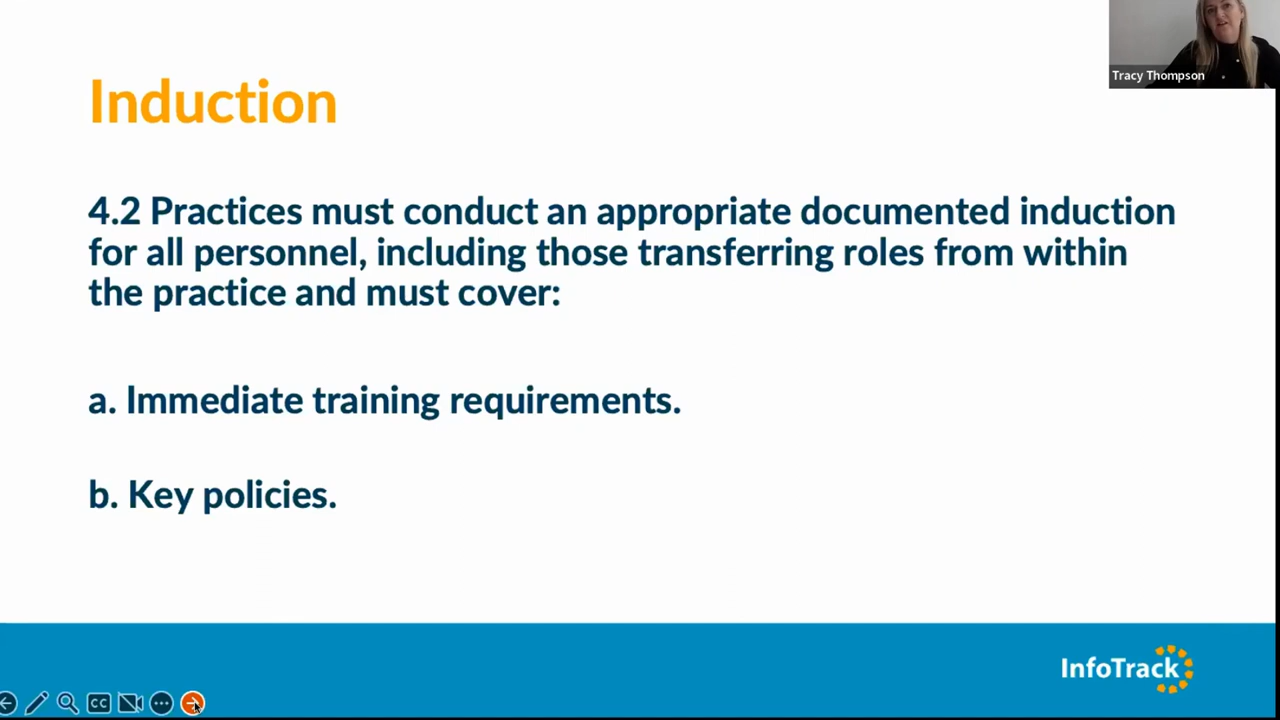 Tracy Thompson
Induction
4.2 Practices must conduct an appropriate documented induction
for all personnel, including those transferring roles from within
the practice and must cover:
a. Immediate training requirements.
b. Key policies.
InfoTrack
CC